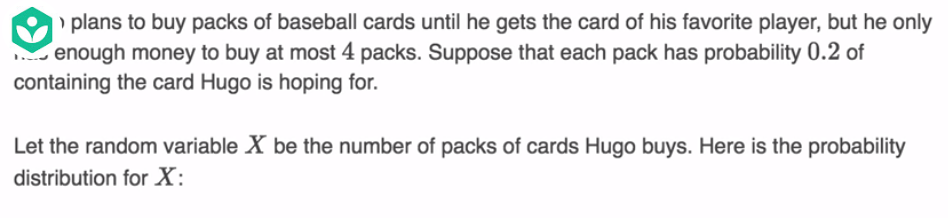 plans to buy packs of baseball cards until he gets the card of his favorite player, but he only
enough money to buy at most 4 packs. Suppose that each pack has probability 0.2 of
containing the card Hugo is hoping for.
Let the random variable X be the number of packs of cards Hugo buys. Here is the probability
distribution for X: